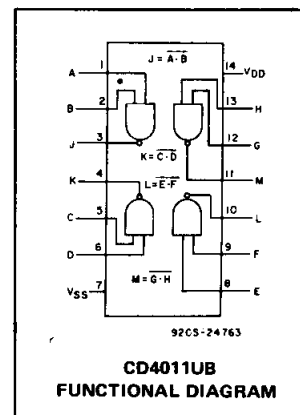 J = A·B
A 1 14 VDD
B 2 13 H
J 3 12 G
K = C·D
K 4 11 M
L = E·F
C 5 10 L
D 6 9 F
M = G·H
VSS 7 8 E
92CS-24763
CD4011UB
FUNCTIONAL DIAGRAM